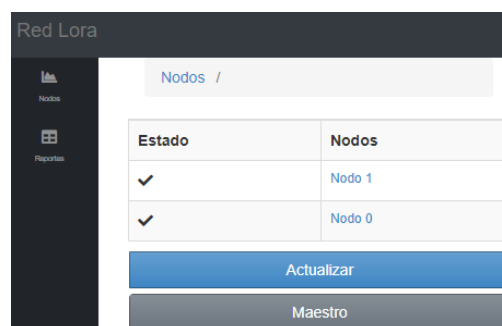 Red Lora
Nodos
Reportes
Nodos /
Estado Nodos
Nodo 1
Nodo 0
Actualizar
Maestro